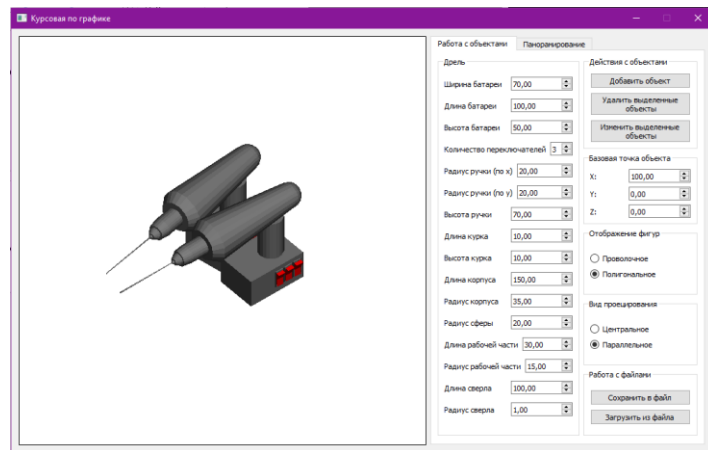 Курсовая по графике
Работа с объектами Панорамирование
Дрель
Ширина батареи 70,00
Длина батареи 100,00
Высота батареи 50,00
Количество переключателей 3
Радиус ручки (по x) 20,00
Радиус ручки (по y) 20,00
Высота ручки 70,00
Длина курка 10,00
Высота курка 10,00
Длина корпуса 150,00
Радиус корпуса 35,00
Радиус сферы 20,00
Длина рабочей части 30,00
Радиус рабочей части 15,00
Длина сверла 100,00
Радиус сверла 1,00
Действия с объектами
Добавить объект
Удалить выделенные
объекты
Изменить выделенные
объекты
Базовая точка объекта
X: 100,00
Y: 0,00
Z: 0,00
Отображение фигур
Проволочное
Полигональное
Вид проецирования
Центральное
Параллельное
Работа с файлами
Сохранить в файл
Загрузить из файла